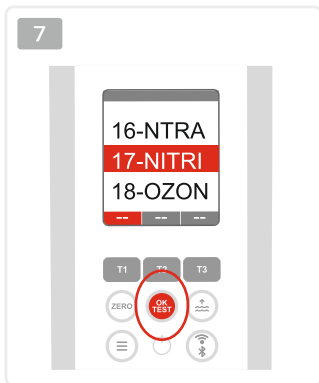 7
16-NTRA
17-NITRI
18-OZON
-- -- --
T1 T2 T3
ZERO
OK
TEST